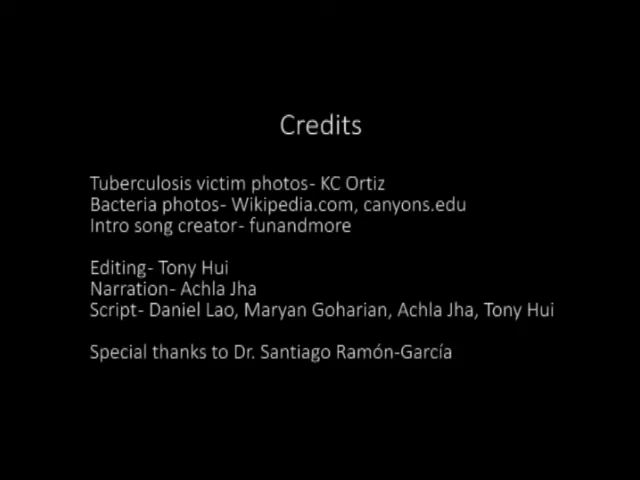 Credits
Tuberculosis victim photos- KC Ortiz
Bacteria photos- Wikipedia.com, canyons.edu
Intro song creator- funandmore
Editing- Tony Hui
Narration- Achla Jha
Script- Daniel Lao, Maryan Goharian, Achla Jha, Tony Hui
Special thanks to Dr. Santiago Ramón-García